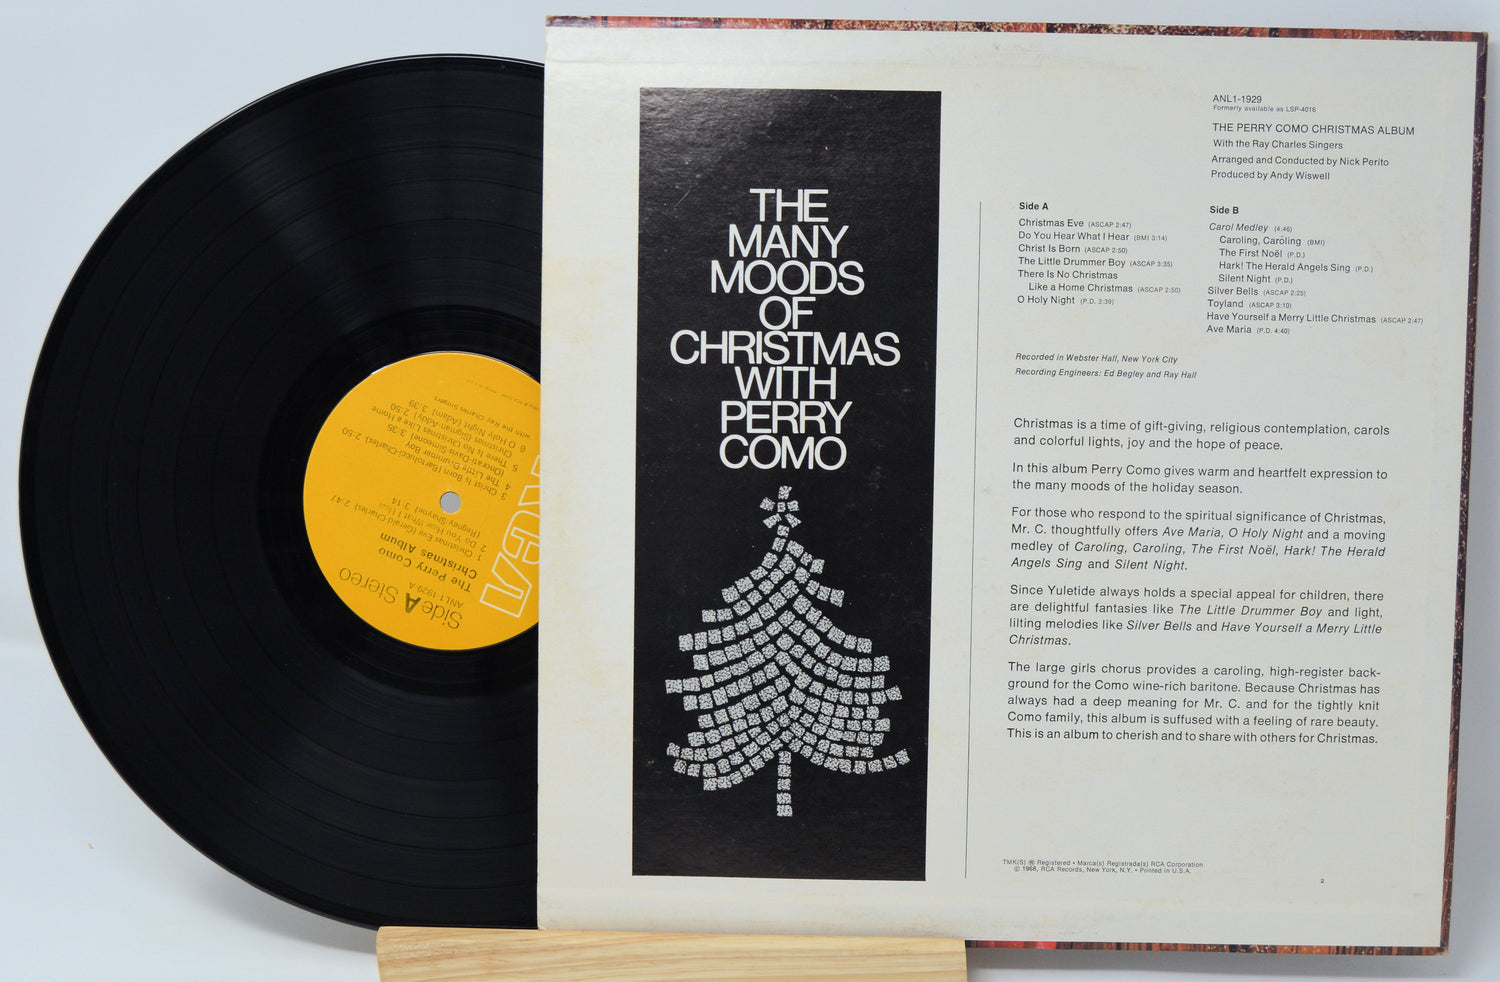 THE
MANY
MOODS
OF
CHRISTMAS
WITH
PERRY
COMO
ANL1-1929
Formerly available as LSP-4016
THE PERRY COMO CHRISTMAS ALBUM
With the Ray Charles Singers
Arranged and Conducted by Nick Perito
Produced by Andy Wiswell
Side A
Christmas Eve (ASCAP 2:47)
Do You Hear What I Hear (BMI 3:14)
Christ Is Born (ASCAP 2:50)
The Little Drummer Boy (ASCAP 3:35)
There Is No Christmas
Like a Home Christmas (ASCAP 2:50)
O Holy Night (P.D. 3:39)
Side B
Carol Medley (4:46)
Caroling, Caroling (BMI)
The First Noël (P.D.)
Hark! The Herald Angels Sing (P.D.)
Silent Night (P.D.)
Silver Bells (ASCAP 2:25)
Toyland (ASCAP 3:10)
Have Yourself a Merry Little Christmas (ASCAP 2:47)
Ave Maria (P.D. 4:40)
Recorded in Webster Hall, New York City
Recording Engineers: Ed Begley and Ray Hall
Christmas is a time of gift-giving, religious contemplation, carols
and colorful lights, joy and the hope of peace.
In this album Perry Como gives warm and heartfelt expression to
the many moods of the holiday season.
For those who respond to the spiritual significance of Christmas,
Mr. C. thoughtfully offers Ave Maria, O Holy Night and a moving
medley of Caroling, Caroling, The First Noël, Hark! The Herald
Angels Sing and Silent Night.
Since Yuletide always holds a special appeal for children, there
are delightful fantasies like The Little Drummer Boy and light,
lilting melodies like Silver Bells and Have Yourself a Merry Little
Christmas.
The large girls chorus provides a caroling, high-register back-
ground for the Como wine-rich baritone. Because Christmas has
always had a deep meaning for Mr. C. and for the tightly knit
Como family, this album is suffused with a feeling of rare beauty.
This is an album to cherish and to share with others for Christmas.
TMK(S) ® Registered • Marca(s) Registrada(s) RCA Corporation
© 1968, RCA Records, New York, N.Y. • Printed in U.S.A.
2
RCA
Side A Stereo
ANL1 1929-A
The Perry Como
Christmas Album
1 Christmas Eve (Gerald-Charles) 2:47
2 Do You Hear What I Hear
(Regney-Shayne) 3:14
3 Christ Is Born (Bartolucci-Charles) 2:50
4 The Little Drummer Boy
(Onorati-Davis-Simeone) 3:35
5 There Is No Christmas Like a Home
Christmas (Signan-Addy) 2:50
6 O Holy Night (Adam) 3:39
with the Ray Charles Singers